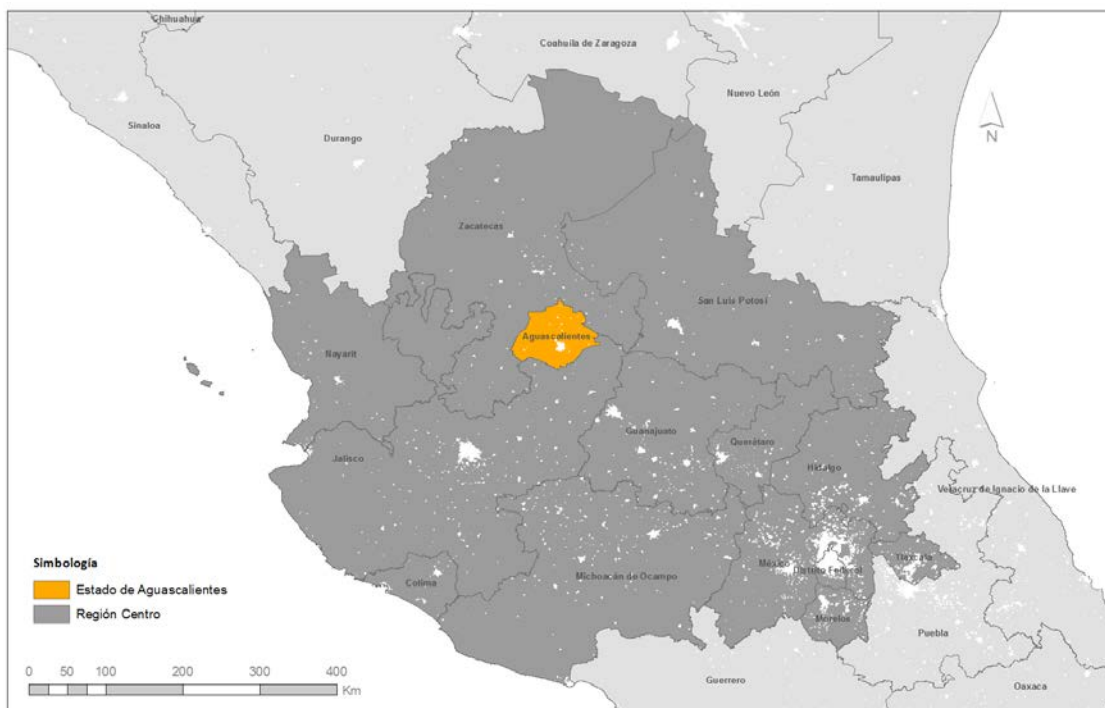 Chihuahua
Coahuila de Zaragoza
Nuevo León
Sinaloa
Durango
N
Tamaulipas
Zacatecas
San Luis Potosí
Aguascalientes
Nayarit
Guanajuato
Querétaro
Jalisco
Hidalgo
Veracruz de Ignacio de la Llave
Tlaxcala
México
Distrito Federal
Colima
Michoacán de Ocampo
Morelos
Puebla
Guerrero
Oaxaca
Simbología
Estado de Aguascalientes
Región Centro
0 50 100 200 300 400
Km